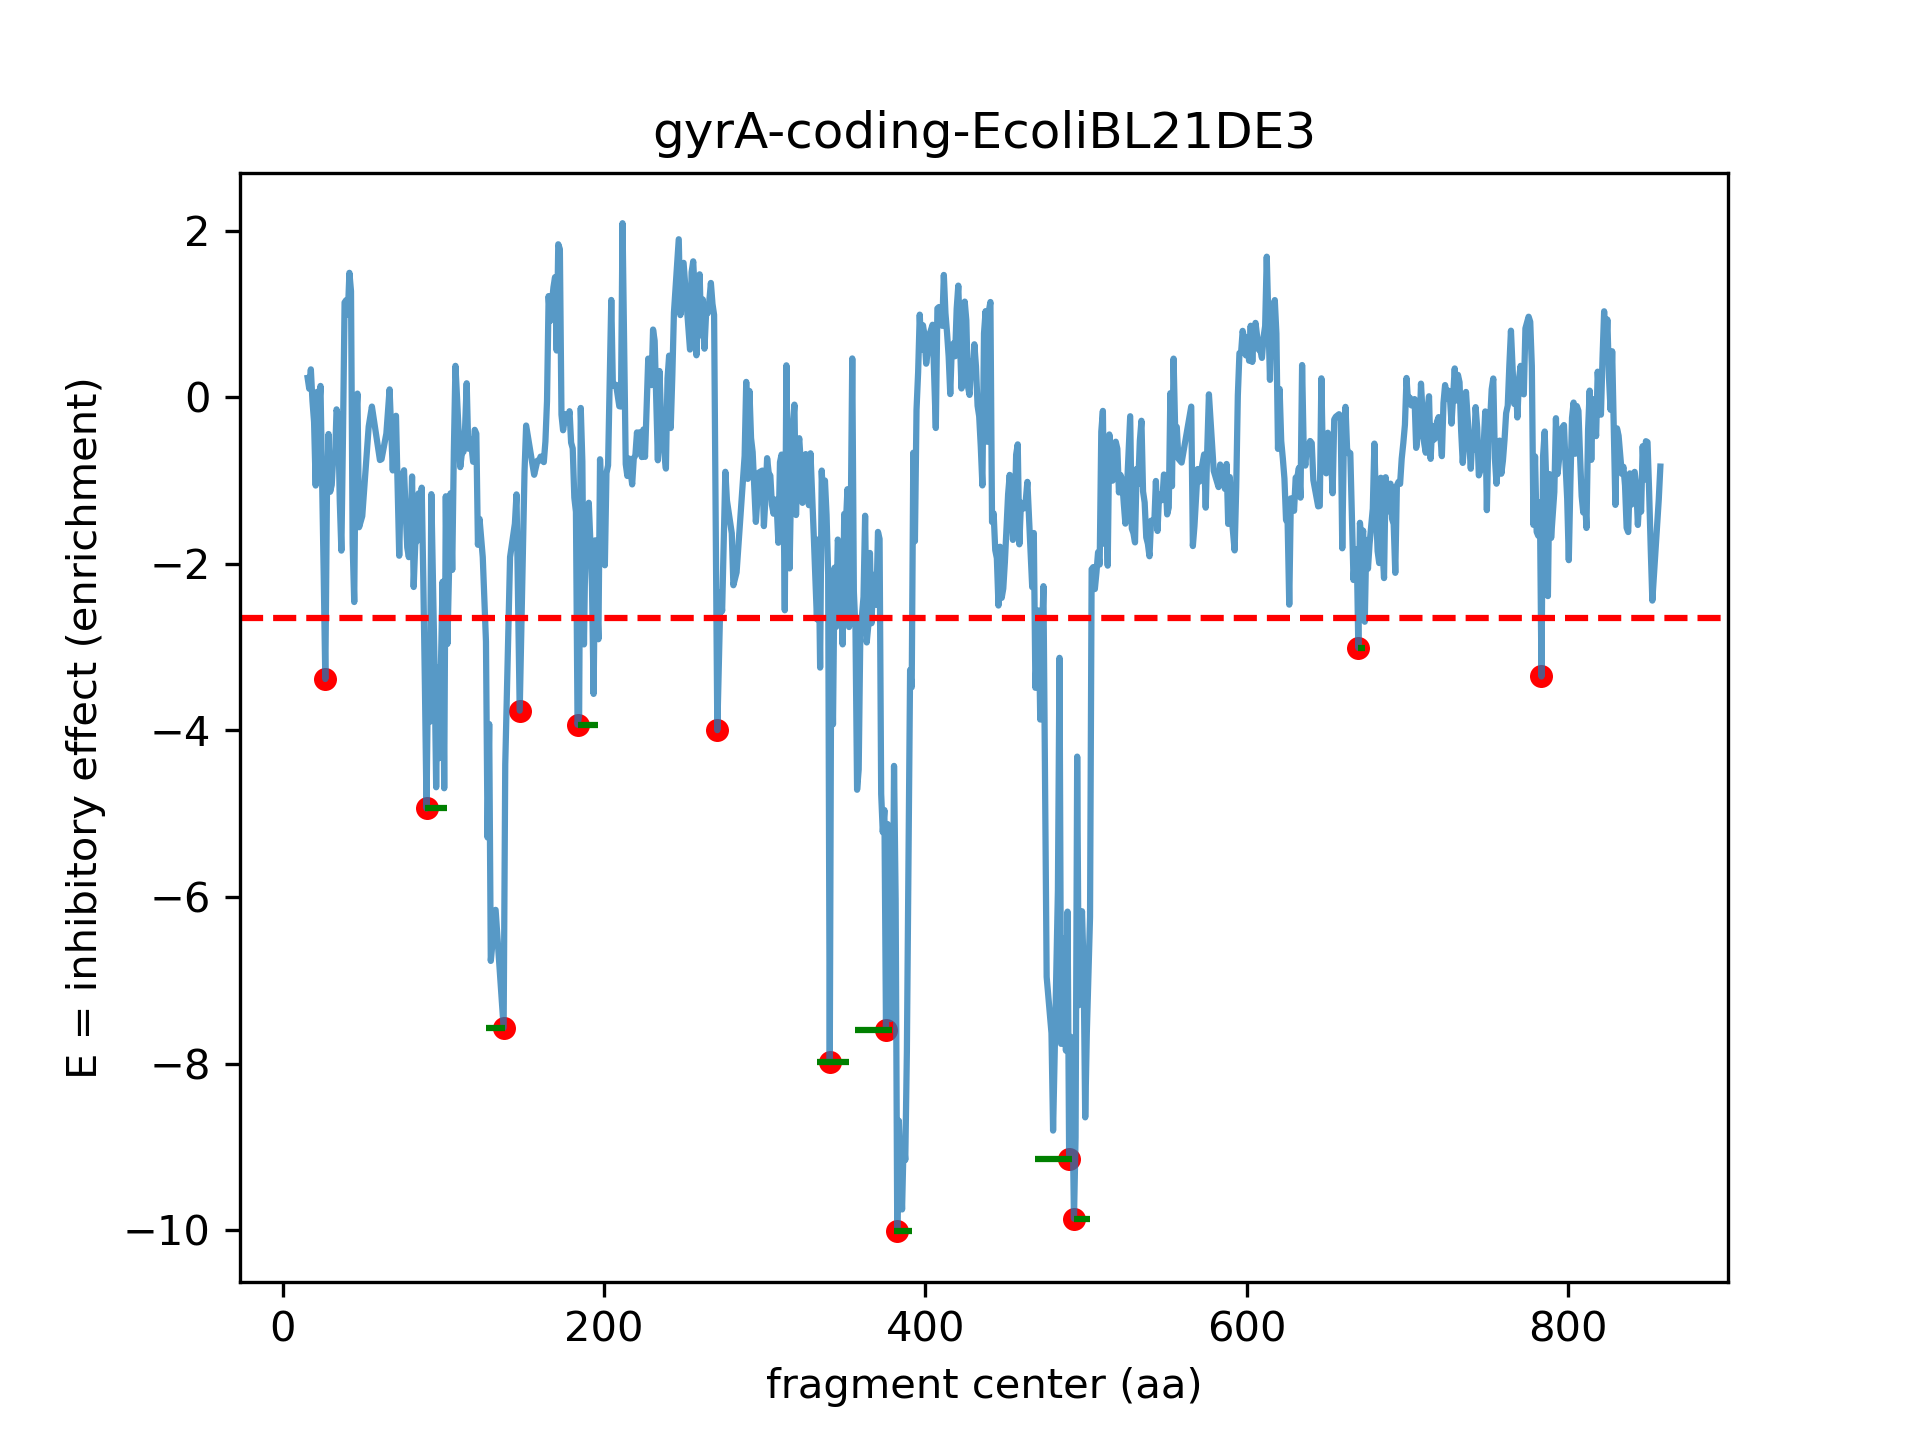 gyrA-coding-EcoliBL21DE3
E = inhibitory effect (enrichment)
2
0
−2
−4
−6
−8
−10
0 200 400 600 800
fragment center (aa)